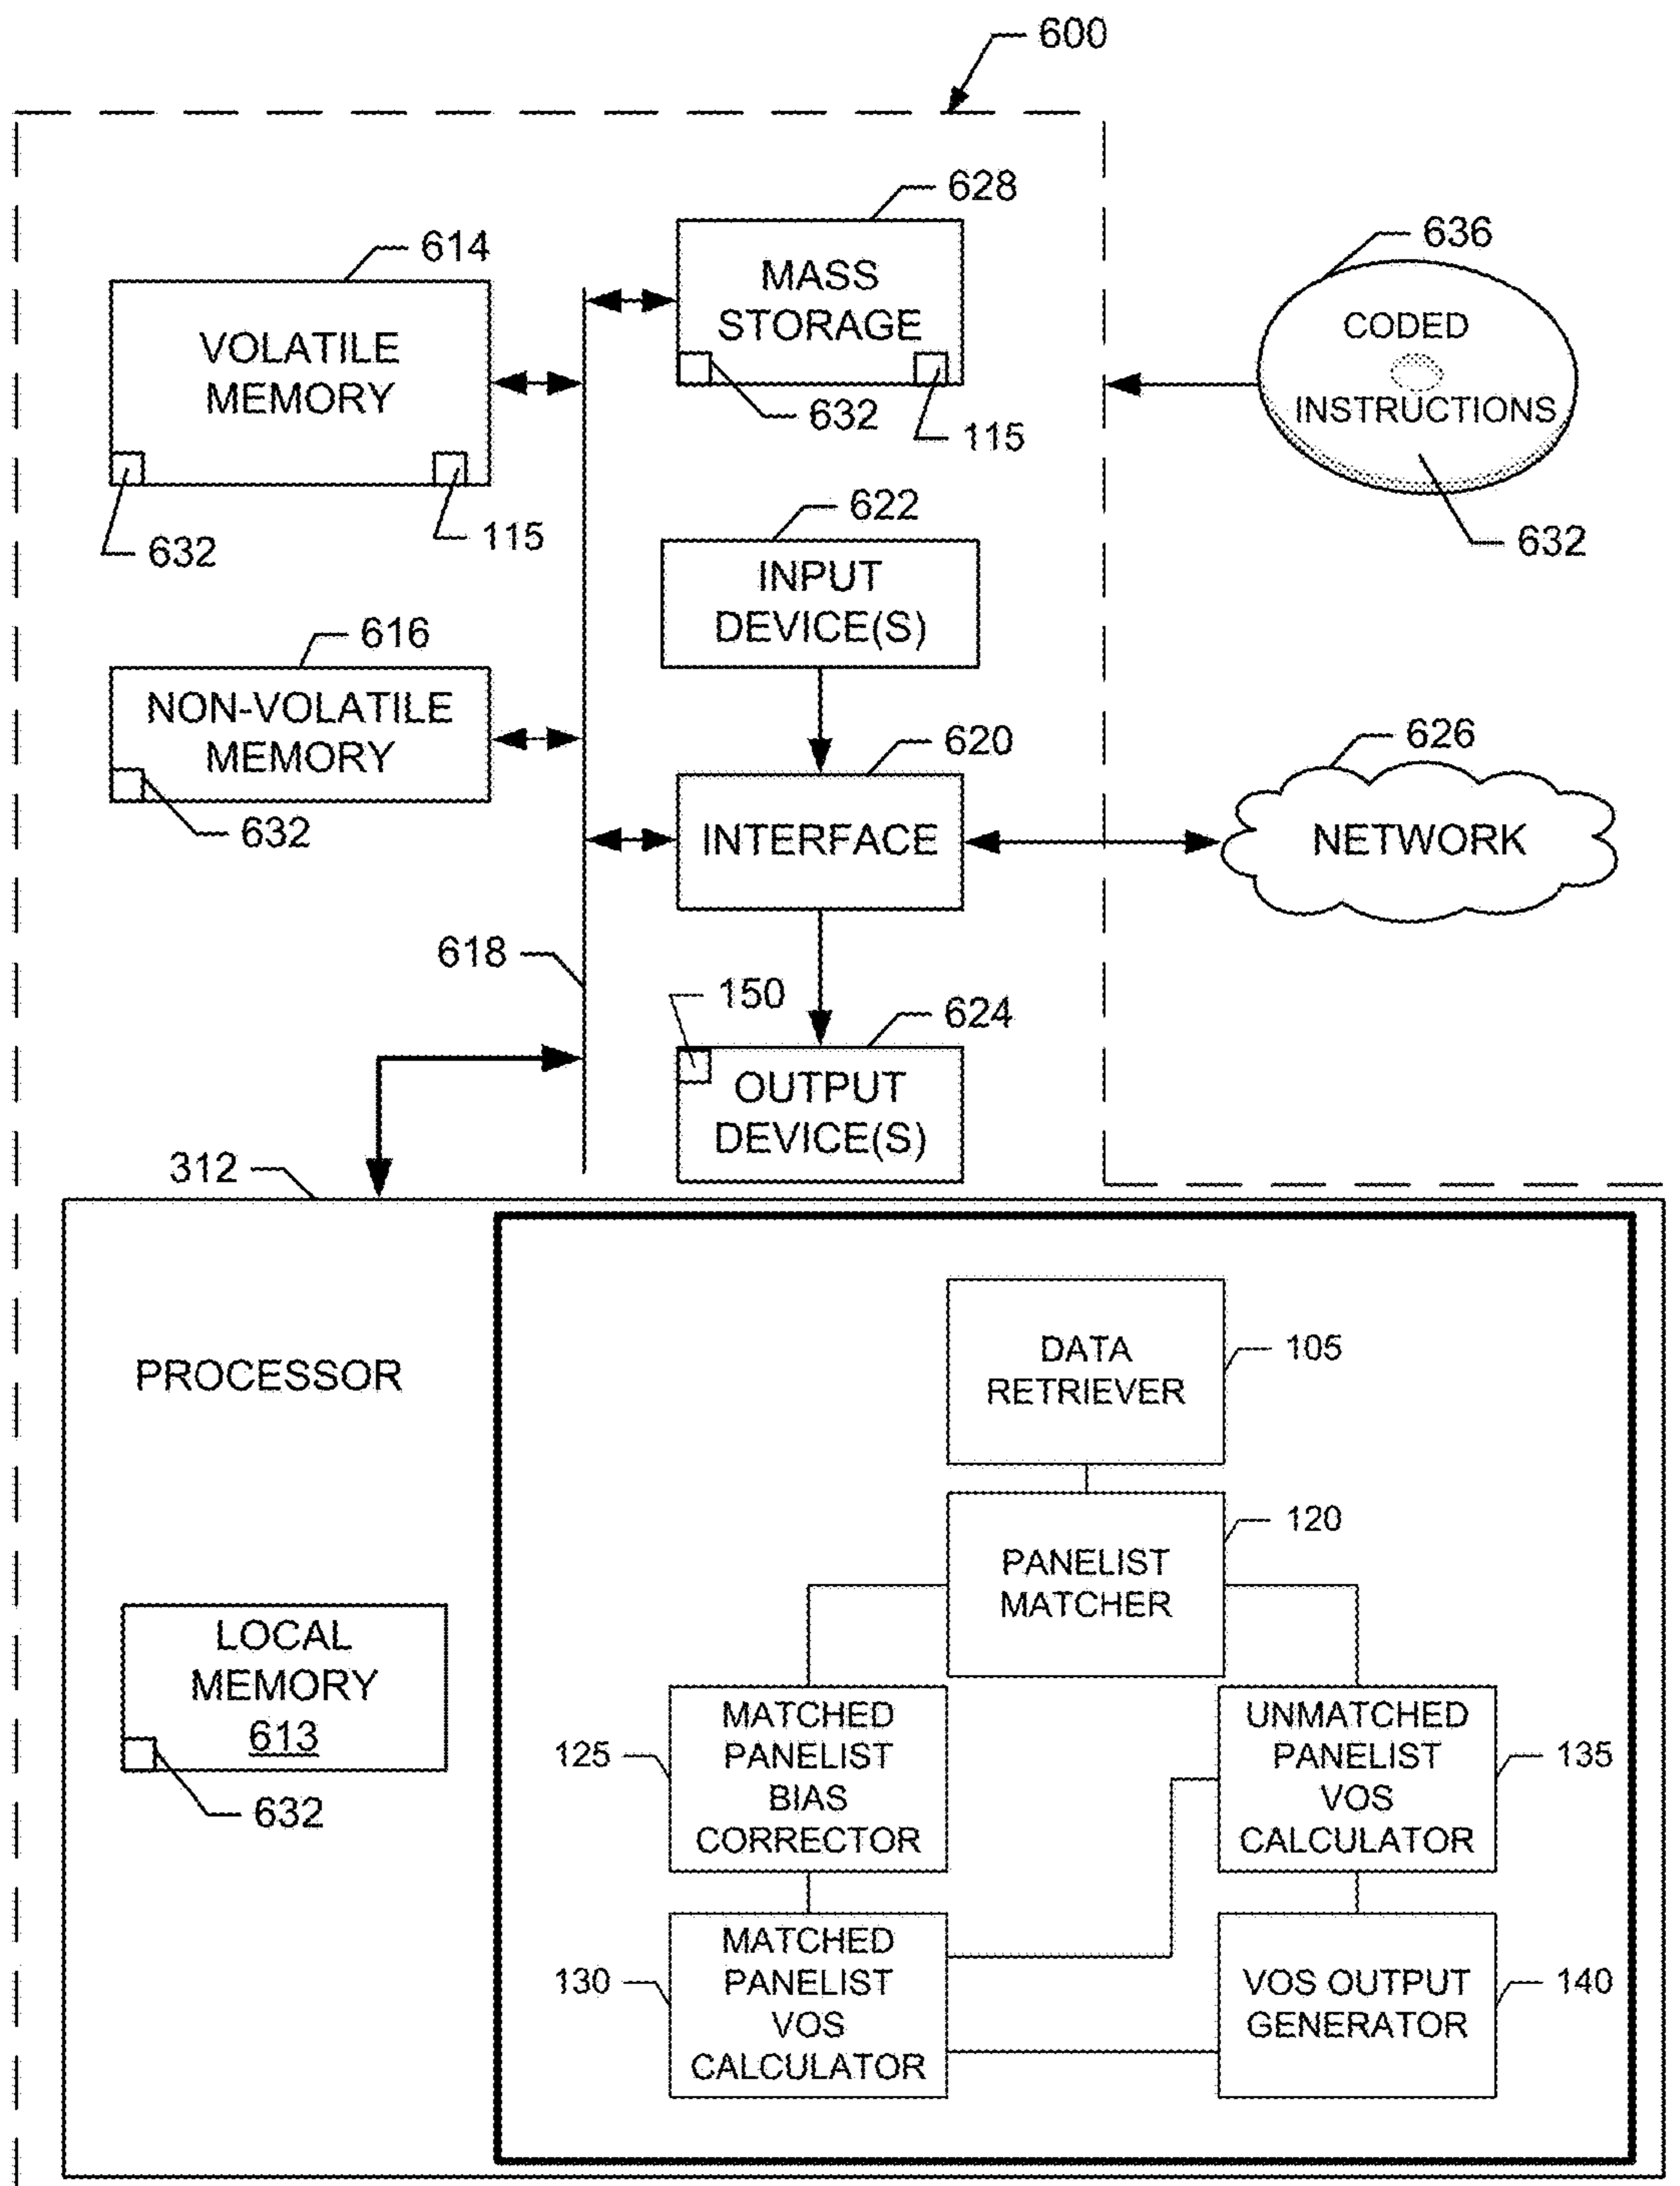 600
628
614
636
MASS
STORAGE
VOLATILE
MEMORY
CODED
INSTRUCTIONS
632
115
632
115
622
632
INPUT
DEVICE(S)
616
NON-VOLATILE
MEMORY
632
620
626
INTERFACE
NETWORK
618
150
624
OUTPUT
DEVICE(S)
312
PROCESSOR
DATA
RETRIEVER
105
PANELIST
MATCHER
120
LOCAL
MEMORY
613
632
MATCHED
PANELIST
BIAS
CORRECTOR
125
UNMATCHED
PANELIST
VOS
CALCULATOR
135
MATCHED
PANELIST
VOS
CALCULATOR
130
VOS OUTPUT
GENERATOR
140